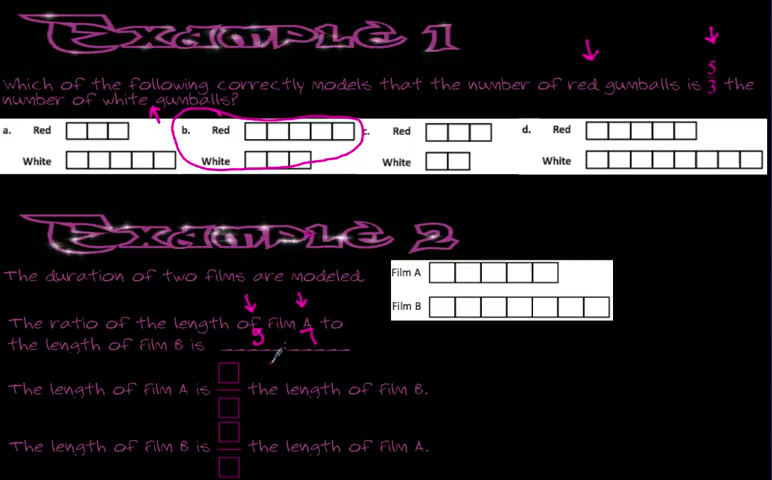 Example 1
Which of the following correctly models that the number of red gumballs is 5/3 the
number of white gumballs?
a. Red b. Red c. Red d. Red
White White White White
Example 2
The duration of two films are modeled.
Film A
Film B
The ratio of the length of Film A to
the length of Film B is 5 : 7
The length of Film A is the length of Film B.
The length of Film B is the length of Film A.